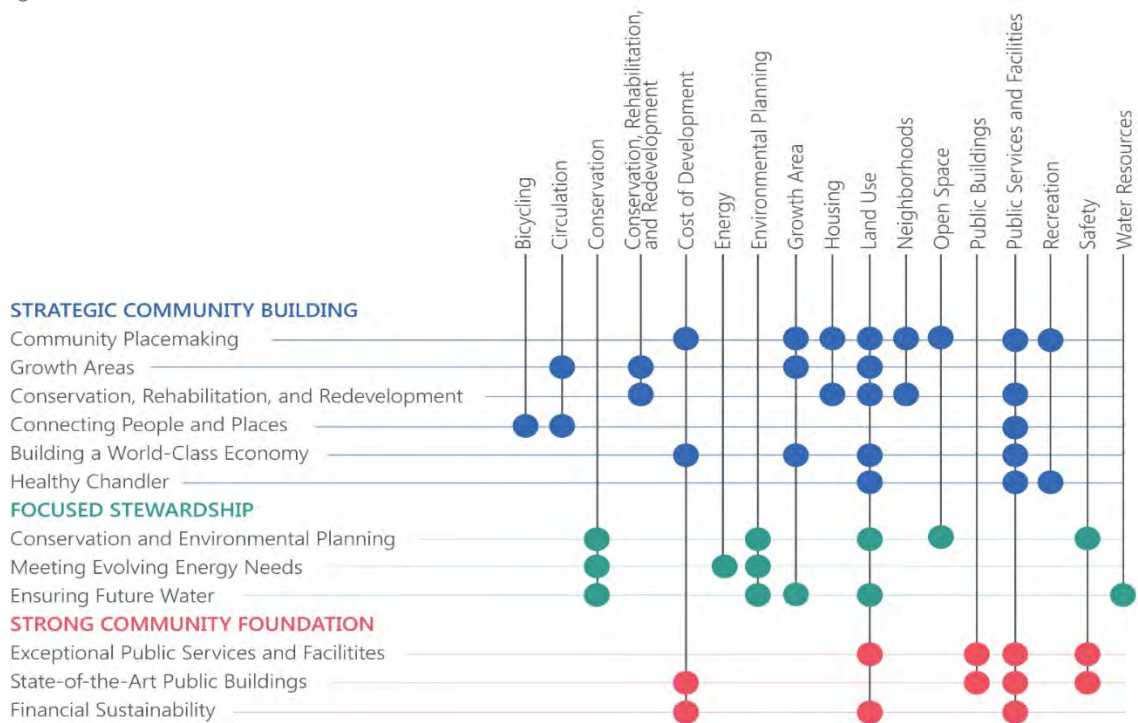 Bicycling
Circulation
Conservation
Conservation, Rehabilitation,
and Redevelopment
Cost of Development
Energy
Environmental Planning
Growth Area
Housing
Land Use
Neighborhoods
Open Space
Public Buildings
Public Services and Facilities
Recreation
Safety
Water Resources
STRATEGIC COMMUNITY BUILDING
Community Placemaking
Growth Areas
Conservation, Rehabilitation, and Redevelopment
Connecting People and Places
Building a World-Class Economy
Healthy Chandler
FOCUSED STEWARDSHIP
Conservation and Environmental Planning
Meeting Evolving Energy Needs
Ensuring Future Water
STRONG COMMUNITY FOUNDATION
Exceptional Public Services and Facilitites
State-of-the-Art Public Buildings
Financial Sustainability